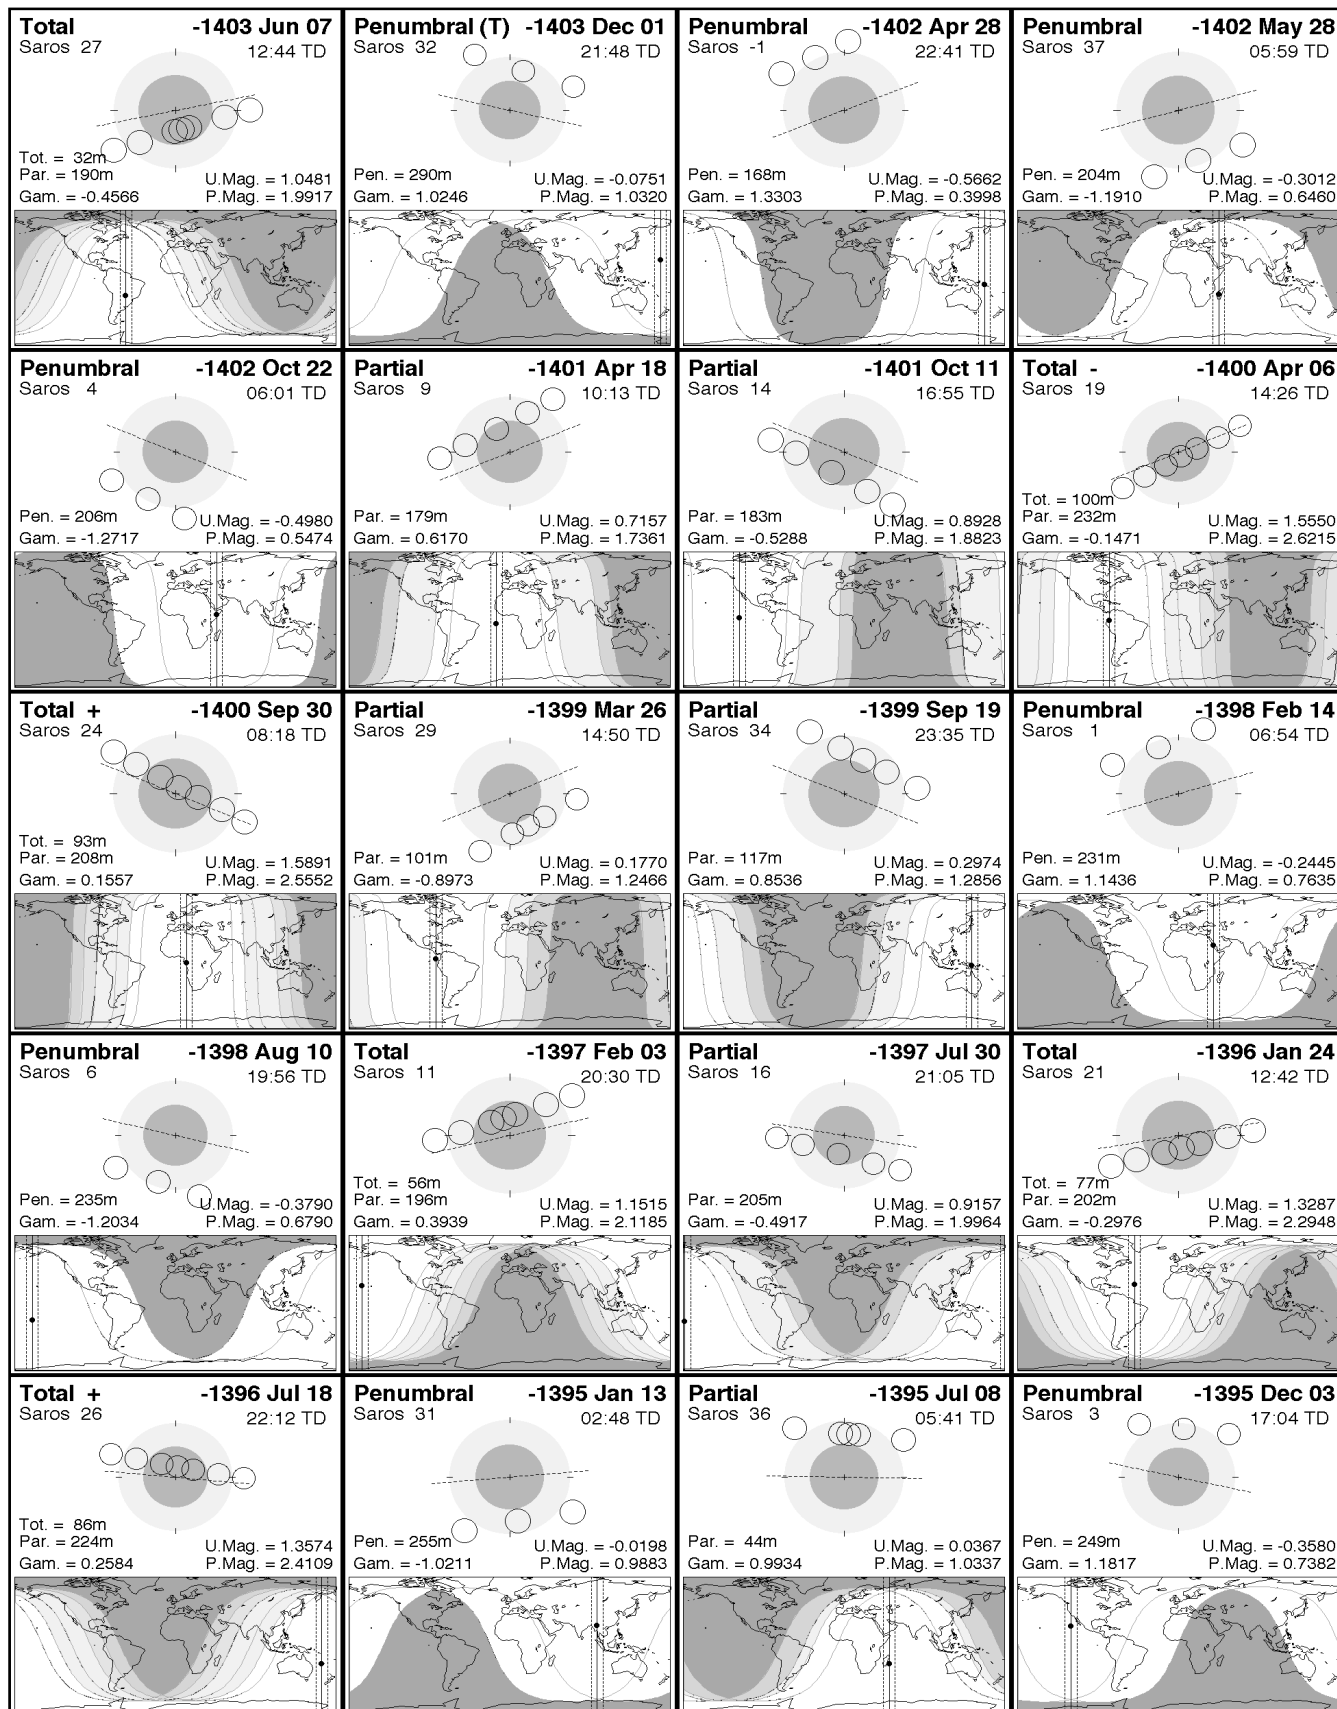 Total -1403 Jun 07
Saros 27 12:44 TD
Tot. = 32m
Par. = 190m U.Mag. = 1.0481
Gam. = -0.4566 P.Mag. = 1.9917
Penumbral (T) -1403 Dec 01
Saros 32 21:48 TD
Pen. = 290m U.Mag. = -0.0751
Gam. = 1.0246 P.Mag. = 1.0320
Penumbral -1402 Apr 28
Saros -1 22:41 TD
Pen. = 168m U.Mag. = -0.5662
Gam. = 1.3303 P.Mag. = 0.3998
Penumbral -1402 May 28
Saros 37 05:59 TD
Pen. = 204m U.Mag. = -0.3012
Gam. = -1.1910 P.Mag. = 0.6460
Penumbral -1402 Oct 22
Saros 4 06:01 TD
Pen. = 206m U.Mag. = -0.4980
Gam. = -1.2717 P.Mag. = 0.5474
Partial -1401 Apr 18
Saros 9 10:13 TD
Par. = 179m U.Mag. = 0.7157
Gam. = 0.6170 P.Mag. = 1.7361
Partial -1401 Oct 11
Saros 14 16:55 TD
Par. = 183m U.Mag. = 0.8928
Gam. = -0.5288 P.Mag. = 1.8823
Total - -1400 Apr 06
Saros 19 14:26 TD
Tot. = 100m
Par. = 232m U.Mag. = 1.5550
Gam. = -0.1471 P.Mag. = 2.6215
Total + -1400 Sep 30
Saros 24 08:18 TD
Tot. = 93m
Par. = 208m U.Mag. = 1.5891
Gam. = 0.1557 P.Mag. = 2.5552
Partial -1399 Mar 26
Saros 29 14:50 TD
Par. = 101m U.Mag. = 0.1770
Gam. = -0.8973 P.Mag. = 1.2466
Partial -1399 Sep 19
Saros 34 23:35 TD
Par. = 117m U.Mag. = 0.2974
Gam. = 0.8536 P.Mag. = 1.2856
Penumbral -1398 Feb 14
Saros 1 06:54 TD
Pen. = 231m U.Mag. = -0.2445
Gam. = 1.1436 P.Mag. = 0.7635
Penumbral -1398 Aug 10
Saros 6 19:56 TD
Pen. = 235m U.Mag. = -0.3790
Gam. = -1.2034 P.Mag. = 0.6790
Total -1397 Feb 03
Saros 11 20:30 TD
Tot. = 56m
Par. = 196m U.Mag. = 1.1515
Gam. = 0.3939 P.Mag. = 2.1185
Partial -1397 Jul 30
Saros 16 21:05 TD
Par. = 205m U.Mag. = 0.9157
Gam. = -0.4917 P.Mag. = 1.9964
Total -1396 Jan 24
Saros 21 12:42 TD
Tot. = 77m
Par. = 202m U.Mag. = 1.3287
Gam. = -0.2976 P.Mag. = 2.2948
Total + -1396 Jul 18
Saros 26 22:12 TD
Tot. = 86m
Par. = 224m U.Mag. = 1.3574
Gam. = 0.2584 P.Mag. = 2.4109
Penumbral -1395 Jan 13
Saros 31 02:48 TD
Pen. = 255m U.Mag. = -0.0198
Gam. = -1.0211 P.Mag. = 0.9883
Partial -1395 Jul 08
Saros 36 05:41 TD
Par. = 44m U.Mag. = 0.0367
Gam. = 0.9934 P.Mag. = 1.0337
Penumbral -1395 Dec 03
Saros 3 17:04 TD
Pen. = 249m U.Mag. = -0.3580
Gam. = 1.1817 P.Mag. = 0.7382